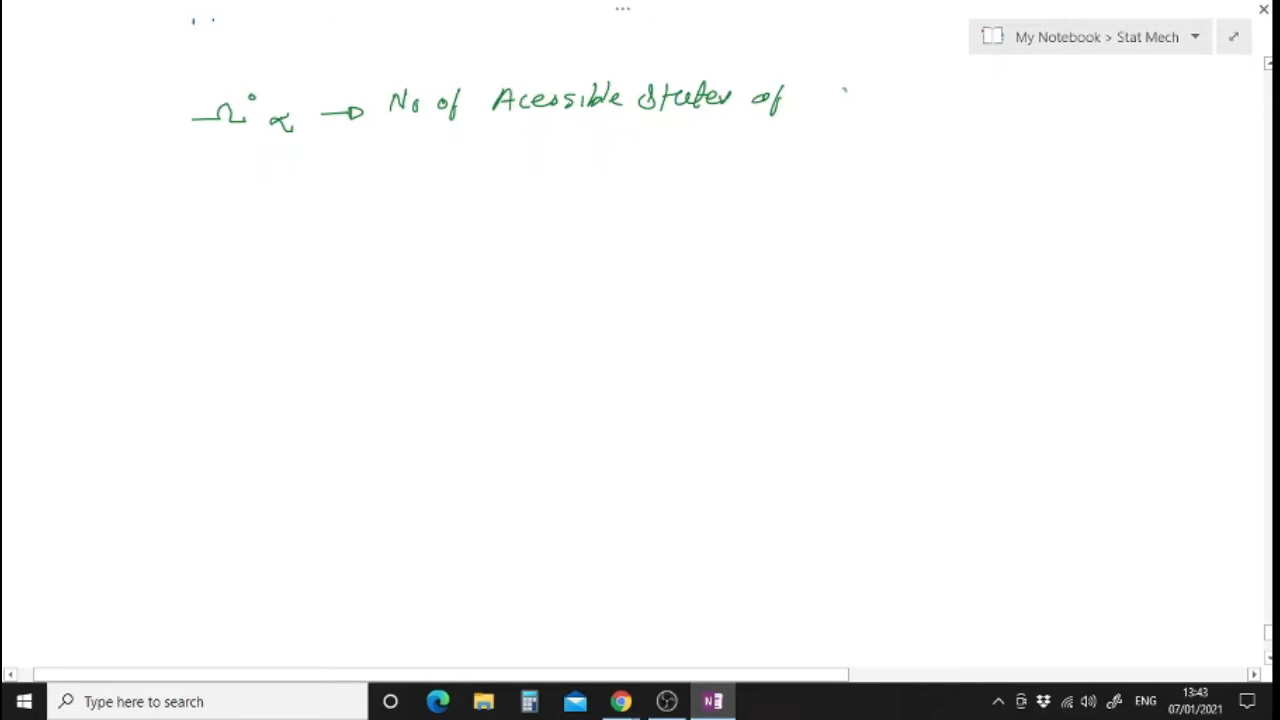 My Notebook > Stat Mech
Ω°α → No of Acessible States of
Type here to search
ENG
13:43
07/01/2021